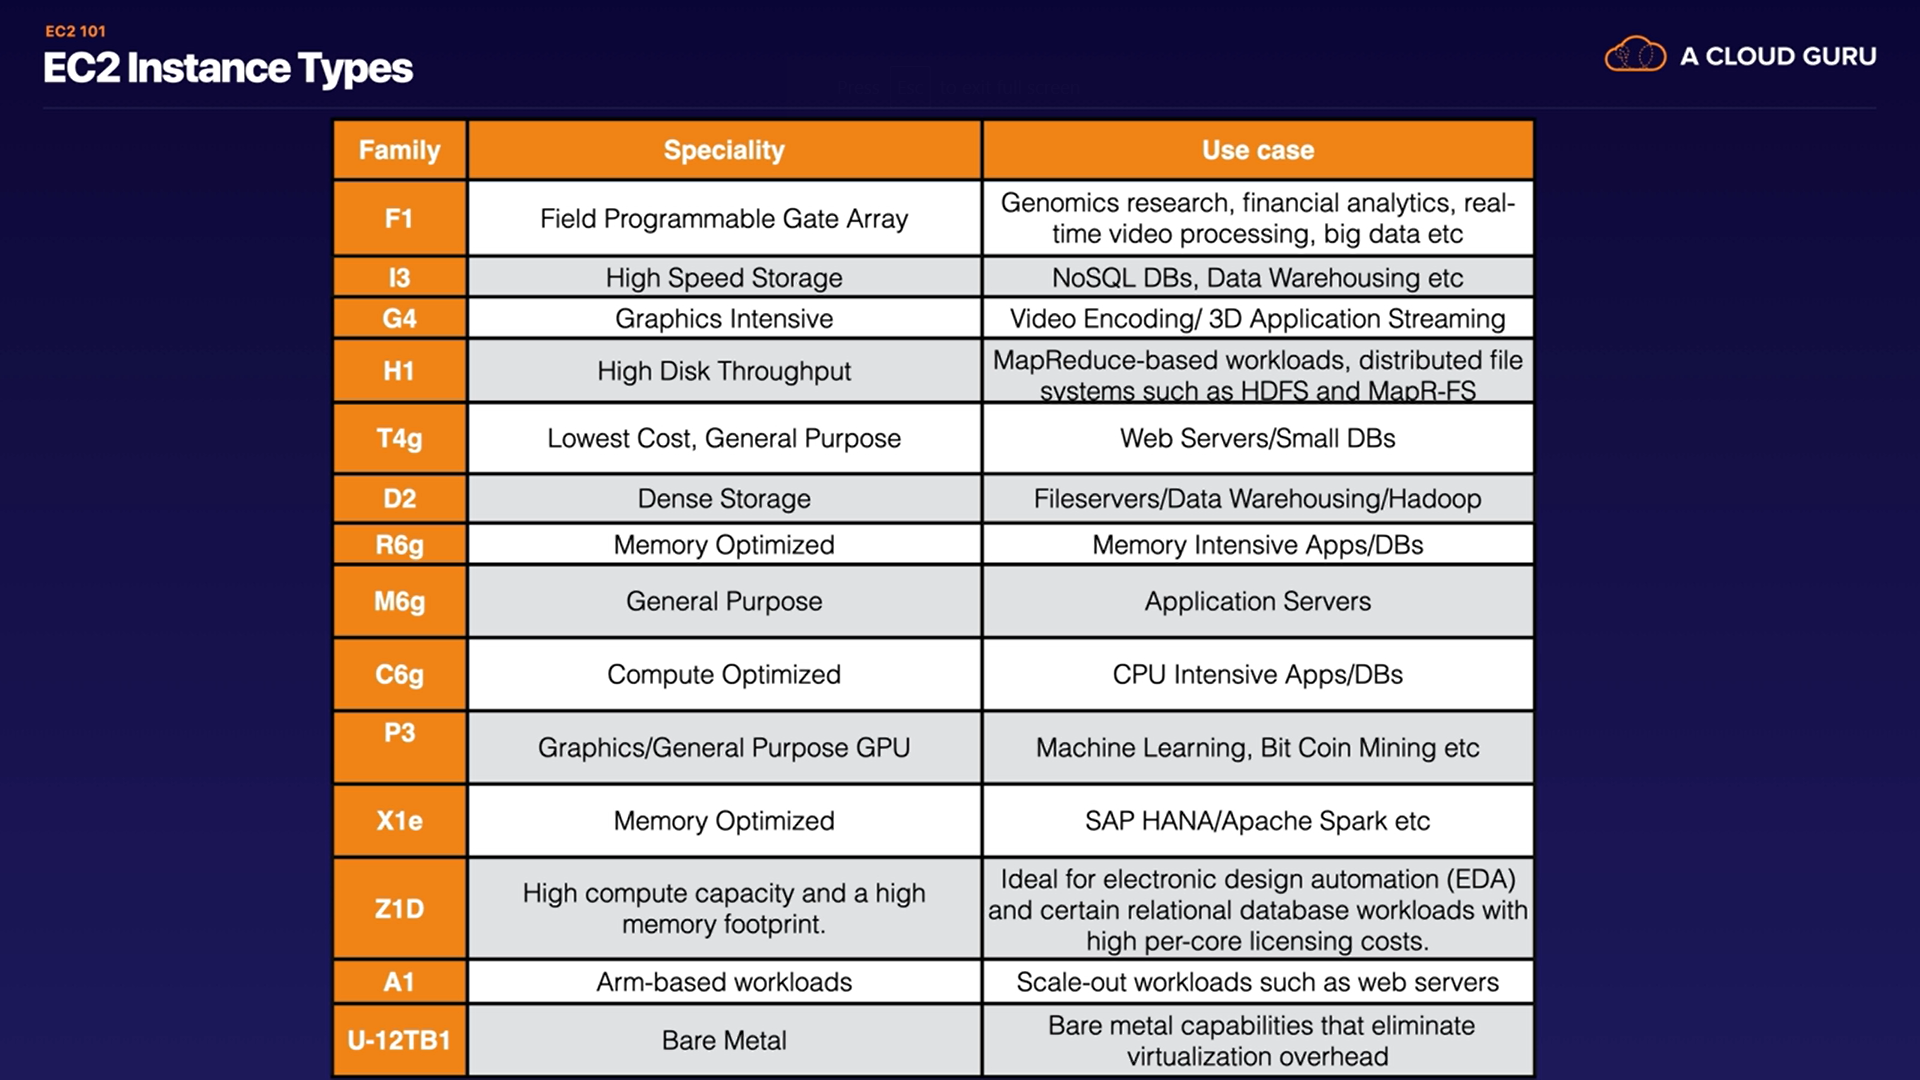 EC2 101
EC2 Instance Types
A CLOUD GURU
Family Speciality Use case
F1 Field Programmable Gate Array Genomics research, financial analytics, real-
time video processing, big data etc
I3 High Speed Storage NoSQL DBs, Data Warehousing etc
G4 Graphics Intensive Video Encoding/ 3D Application Streaming
H1 High Disk Throughput MapReduce-based workloads, distributed file
systems such as HDFS and MapR-FS
T4g Lowest Cost, General Purpose Web Servers/Small DBs
D2 Dense Storage Fileservers/Data Warehousing/Hadoop
R6g Memory Optimized Memory Intensive Apps/DBs
M6g General Purpose Application Servers
C6g Compute Optimized CPU Intensive Apps/DBs
P3 Graphics/General Purpose GPU Machine Learning, Bit Coin Mining etc
X1e Memory Optimized SAP HANA/Apache Spark etc
Z1D High compute capacity and a high
memory footprint.
Ideal for electronic design automation (EDA)
and certain relational database workloads with
high per-core licensing costs.
A1 Arm-based workloads Scale-out workloads such as web servers
U-12TB1 Bare Metal Bare metal capabilities that eliminate
virtualization overhead